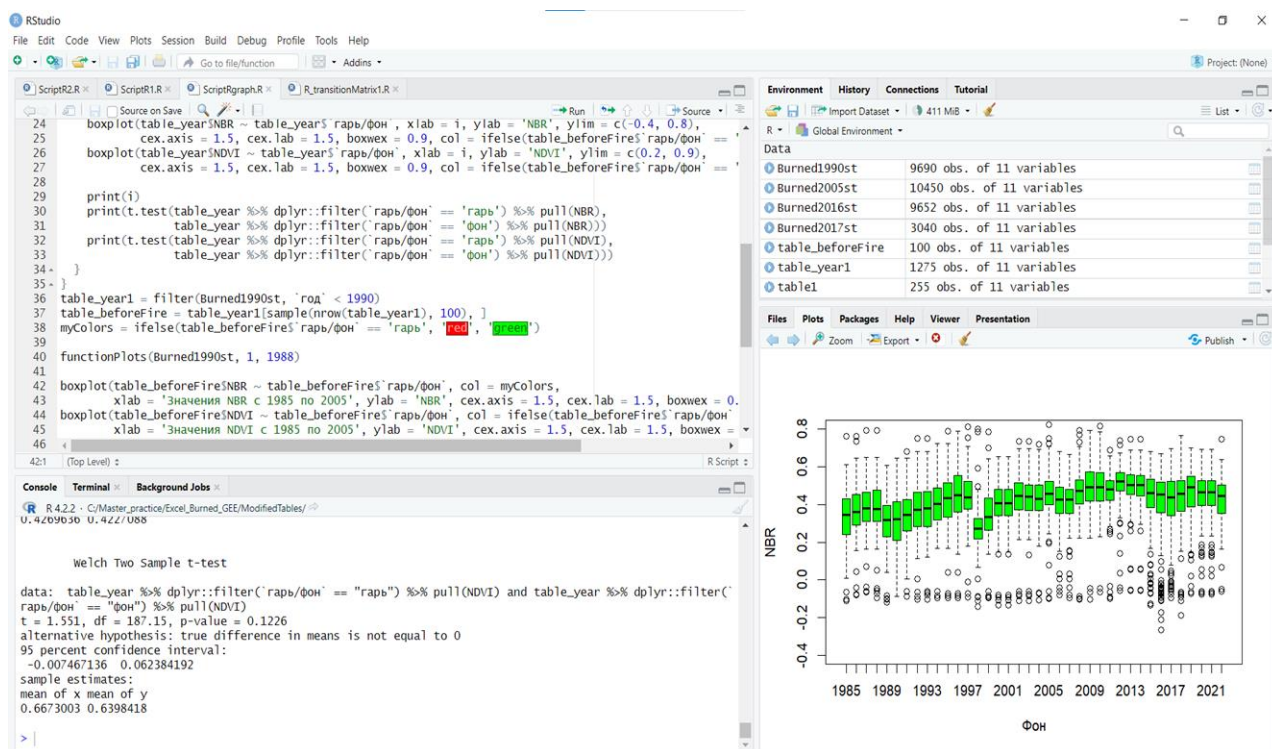 RStudio
File Edit Code View Plots Session Build Debug Profile Tools Help
Go to file/function
Addins
Project: (None)
ScriptR2.R
ScriptR1.R
ScriptRgraph.R
R_transitionMatrix1.R
Source on Save
Run
Source
24 boxplot(table_year$NBR ~ table_year$`гарь/фон`, xlab = i, ylab = 'NBR', ylim = c(-0.4, 0.8),
25 cex.axis = 1.5, cex.lab = 1.5, boxwex = 0.9, col = ifelse(table_beforeFire$`гарь/фон` == '
26 boxplot(table_year$NDVI ~ table_year$`гарь/фон`, xlab = i, ylab = 'NDVI', ylim = c(0.2, 0.9),
27 cex.axis = 1.5, cex.lab = 1.5, boxwex = 0.9, col = ifelse(table_beforeFire$`гарь/фон` == '
28
29 print(i)
30 print(t.test(table_year %>% dplyr::filter(`гарь/фон` == 'гарь') %>% pull(NBR),
31 table_year %>% dplyr::filter(`гарь/фон` == 'фон') %>% pull(NBR)))
32 print(t.test(table_year %>% dplyr::filter(`гарь/фон` == 'гарь') %>% pull(NDVI),
33 table_year %>% dplyr::filter(`гарь/фон` == 'фон') %>% pull(NDVI)))
34 }
35 }
36 table_year1 = filter(Burned1990st, `год` < 1990)
37 table_beforeFire = table_year1[sample(nrow(table_year1), 100), ]
38 myColors = ifelse(table_beforeFire$`гарь/фон` == 'гарь', 'red', 'green')
39
40 functionPlots(Burned1990st, 1, 1988)
41
42 boxplot(table_beforeFire$NBR ~ table_beforeFire$`гарь/фон`, col = myColors,
43 xlab = 'Значения NBR с 1985 по 2005', ylab = 'NBR', cex.axis = 1.5, cex.lab = 1.5, boxwex = 0.
44 boxplot(table_beforeFire$NDVI ~ table_beforeFire$`гарь/фон`, col = ifelse(table_beforeFire$`гарь/фон`
45 xlab = 'Значения NDVI с 1985 по 2005', ylab = 'NDVI', cex.axis = 1.5, cex.lab = 1.5, boxwex =
46
42:1 (Top Level) R Script
Console Terminal Background Jobs
R 4.2.2 · C:/Master_practice/Excel_Burned_GEE/ModifiedTables/
0.4269636 0.4227088
Welch Two Sample t-test
data: table_year %>% dplyr::filter(`гарь/фон` == "гарь") %>% pull(NDVI) and table_year %>% dplyr::filter(`
гарь/фон` == "фон") %>% pull(NDVI)
t = 1.551, df = 187.15, p-value = 0.1226
alternative hypothesis: true difference in means is not equal to 0
95 percent confidence interval:
-0.007467136 0.062384192
sample estimates:
mean of x mean of y
0.6673003 0.6398418
>
Environment History Connections Tutorial
Import Dataset 411 MiB List
R Global Environment
Data
Burned1990st 9690 obs. of 11 variables
Burned2005st 10450 obs. of 11 variables
Burned2016st 9652 obs. of 11 variables
Burned2017st 3040 obs. of 11 variables
table_beforeFire 100 obs. of 11 variables
table_year1 1275 obs. of 11 variables
table1 255 obs. of 11 variables
Files Plots Packages Help Viewer Presentation
Zoom Export Publish
NBR
0.8
0.6
0.4
0.2
0.0
-0.2
-0.4
1985 1989 1993 1997 2001 2005 2009 2013 2017 2021
Фон